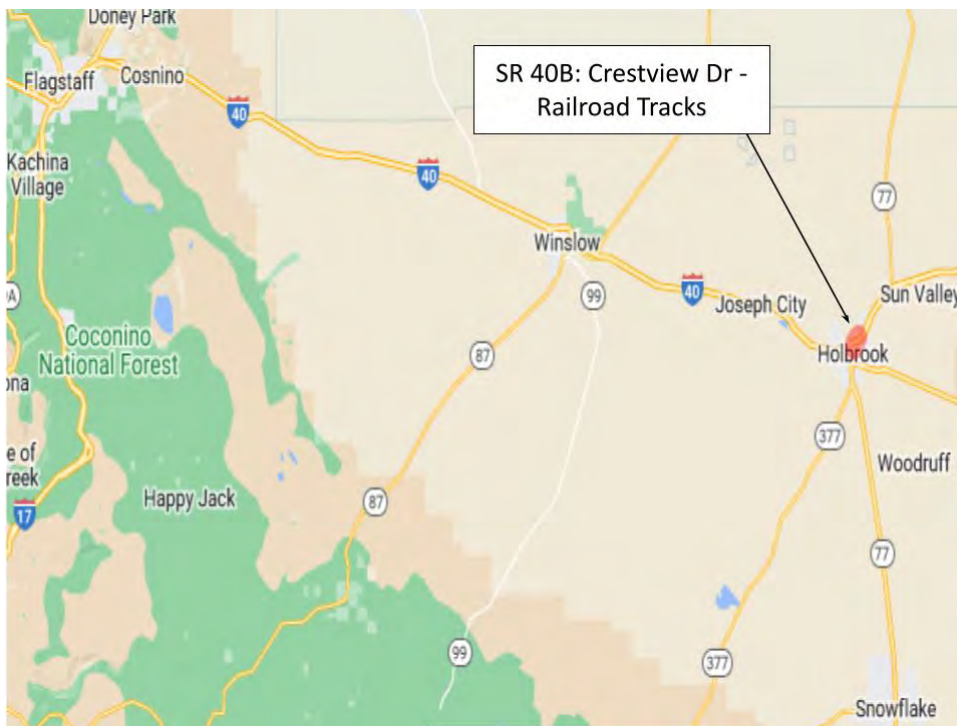 Doney Park
Flagstaff
Cosnino
SR 40B: Crestview Dr -
Railroad Tracks
40
Kachina
Village
40
77
Winslow
99
40
Joseph City
Sun Valley
Holbrook
Coconino
National Forest
87
377
Woodruff
17
Happy Jack
87
77
99
377
Snowflake